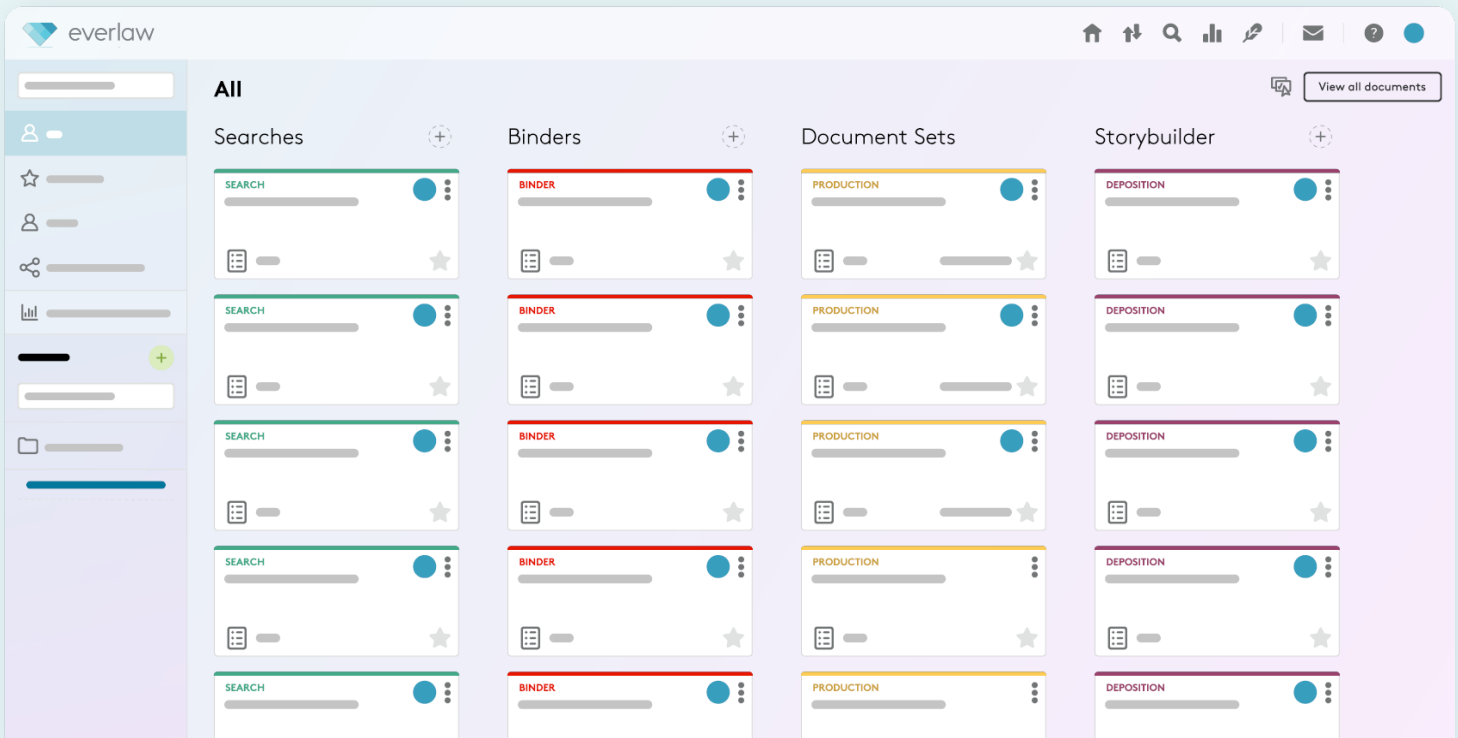 everlaw
?
All
View all documents
Searches +
Binders +
Document Sets
Storybuilder +
SEARCH
BINDER
PRODUCTION
DEPOSITION
SEARCH
BINDER
PRODUCTION
DEPOSITION
+
SEARCH
BINDER
PRODUCTION
DEPOSITION
SEARCH
BINDER
PRODUCTION
DEPOSITION
SEARCH
BINDER
PRODUCTION
DEPOSITION